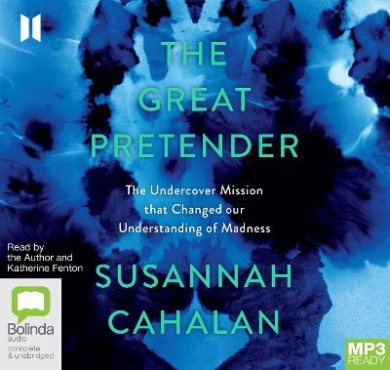 THE
GREAT
PRETENDER
The Undercover Mission
that Changed our
Understanding of Madness
Read by
the Author and
Katherine Fenton
SUSANNAH
CAHALAN
Bolinda
audio
complete
& unabridged
MP3
READY